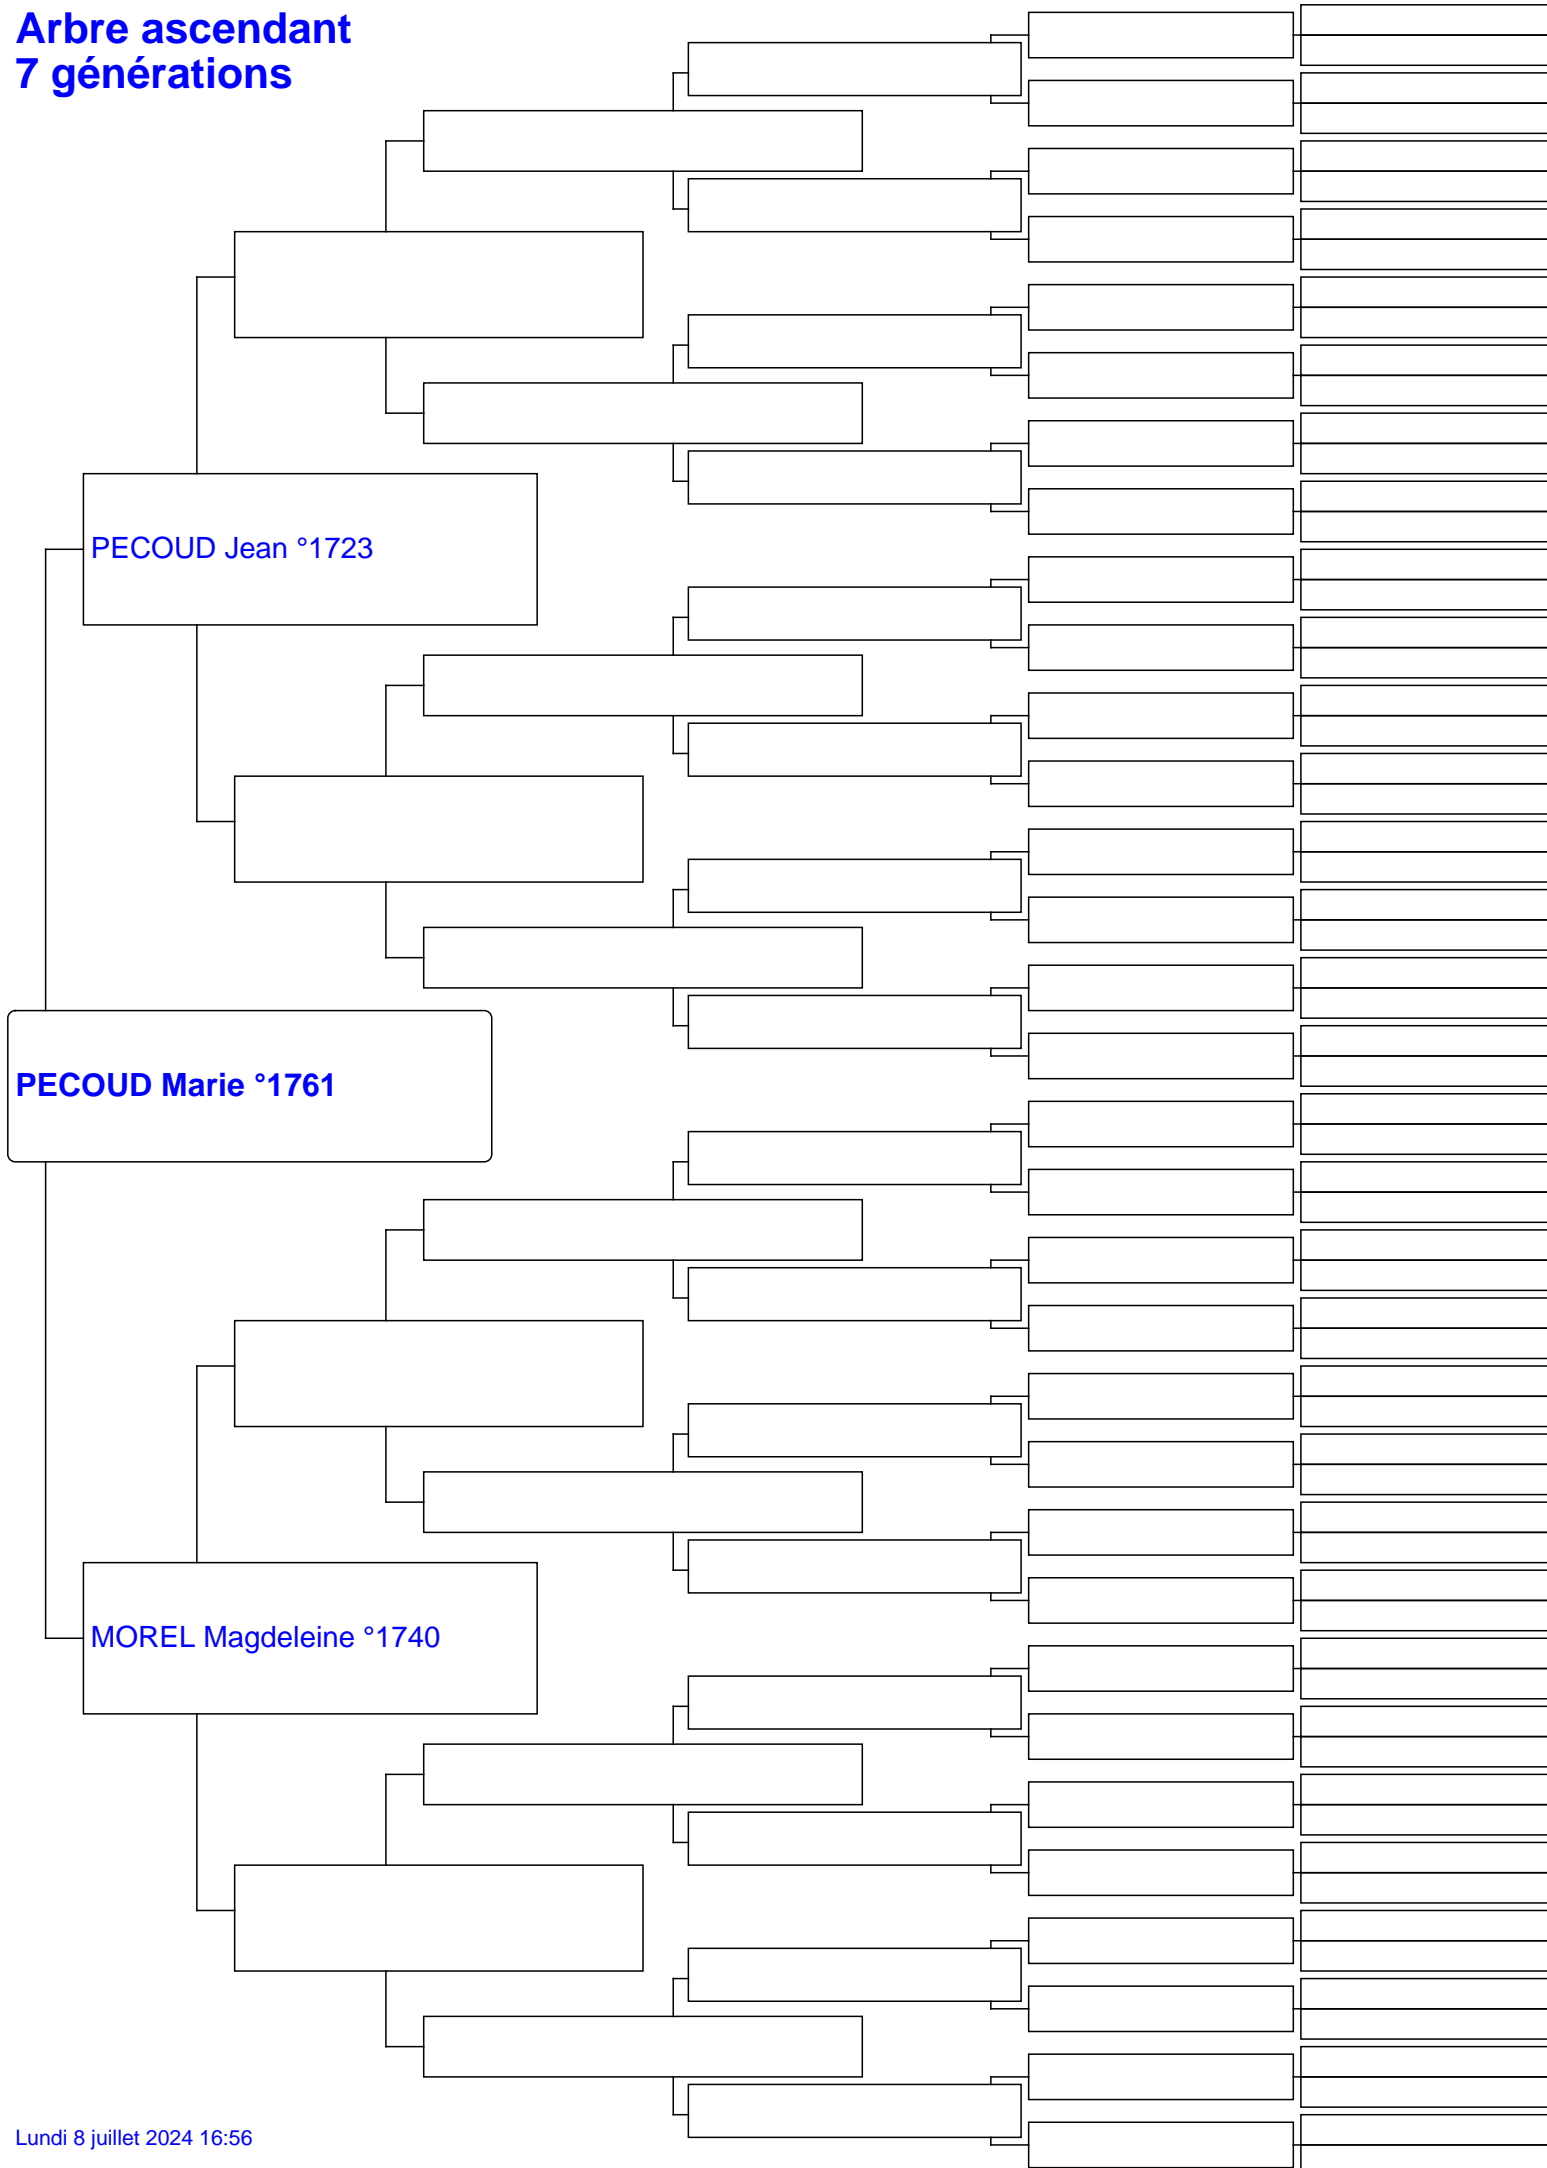 Arbre ascendant
7 générations
PECOUD Jean °1723
PECOUD Marie °1761
MOREL Magdeleine °1740
Lundi 8 juillet 2024 16:56